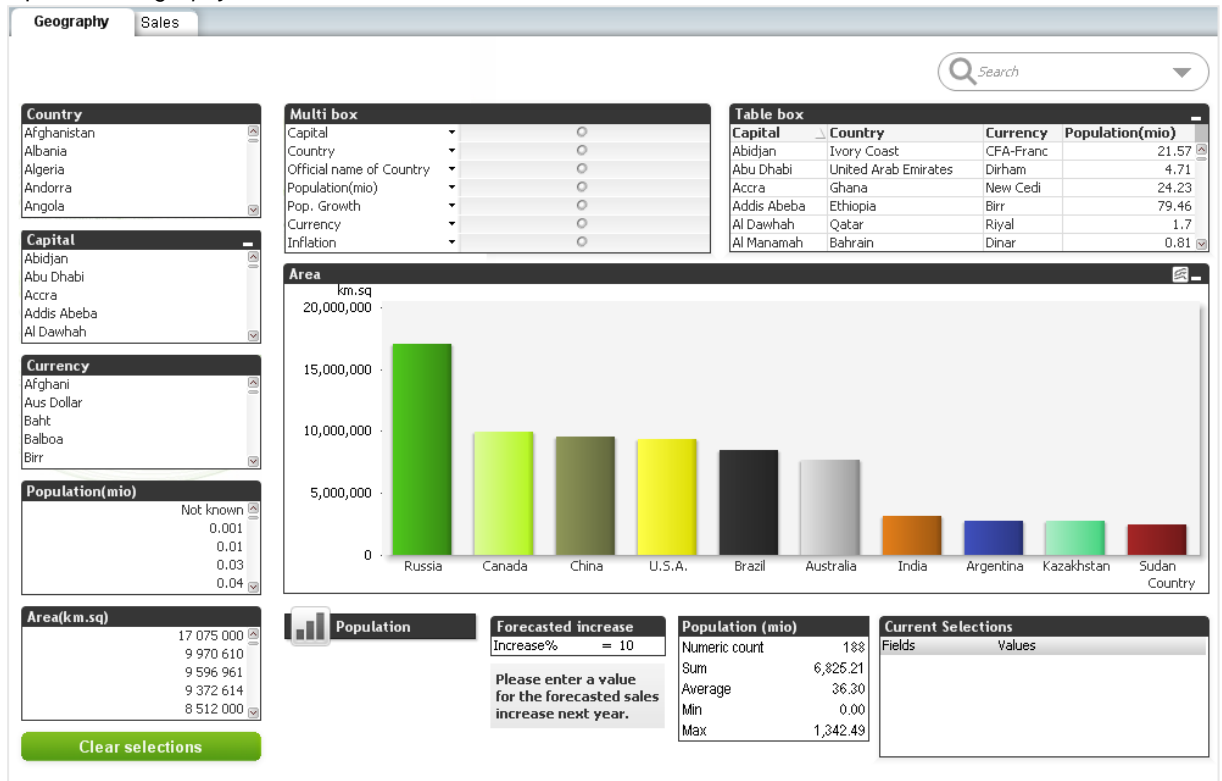 Geography
Sales
Search
Country
Afghanistan
Albania
Algeria
Andorra
Angola
Capital
Abidjan
Abu Dhabi
Accra
Addis Abeba
Al Dawhah
Currency
Afghani
Aus Dollar
Baht
Balboa
Birr
Population(mio)
Not known
0.001
0.01
0.03
0.04
Area(km.sq)
17 075 000
9 970 610
9 596 961
9 372 614
8 512 000
Clear selections
Multi box
Capital
Country
Official name of Country
Population(mio)
Pop. Growth
Currency
Inflation
Table box
Capital Country Currency Population(mio)
Abidjan Ivory Coast CFA-Franc 21.57
Abu Dhabi United Arab Emirates Dirham 4.71
Accra Ghana New Cedi 24.23
Addis Abeba Ethiopia Birr 79.46
Al Dawhah Qatar Riyal 1.7
Al Manamah Bahrain Dinar 0.81
Area
km.sq
20,000,000
15,000,000
10,000,000
5,000,000
0
Russia Canada China U.S.A. Brazil Australia India Argentina Kazakhstan Sudan
Country
Population
Forecasted increase
Increase% = 10
Please enter a value
for the forecasted sales
increase next year.
Population (mio)
Numeric count 188
Sum 6,825.21
Average 36.30
Min 0.00
Max 1,342.49
Current Selections
Fields Values